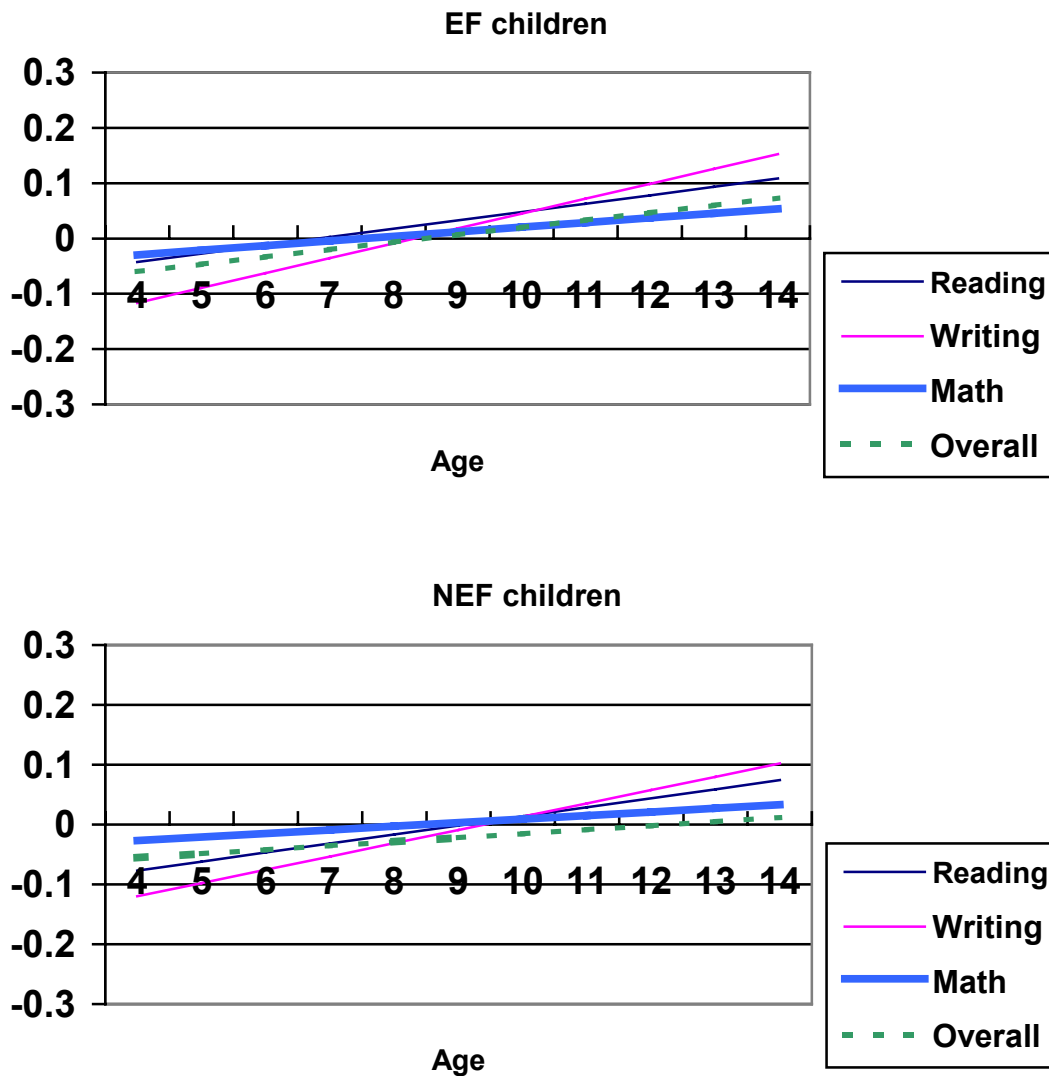 EF children
0.3
0.2
0.1
0
-0.1
-0.2
-0.3
4 5 6 7 8 9 10 11 12 13 14
Age
Reading
Writing
Math
Overall
NEF children
0.3
0.2
0.1
0
-0.1
-0.2
-0.3
4 5 6 7 8 9 10 11 12 13 14
Age
Reading
Writing
Math
Overall